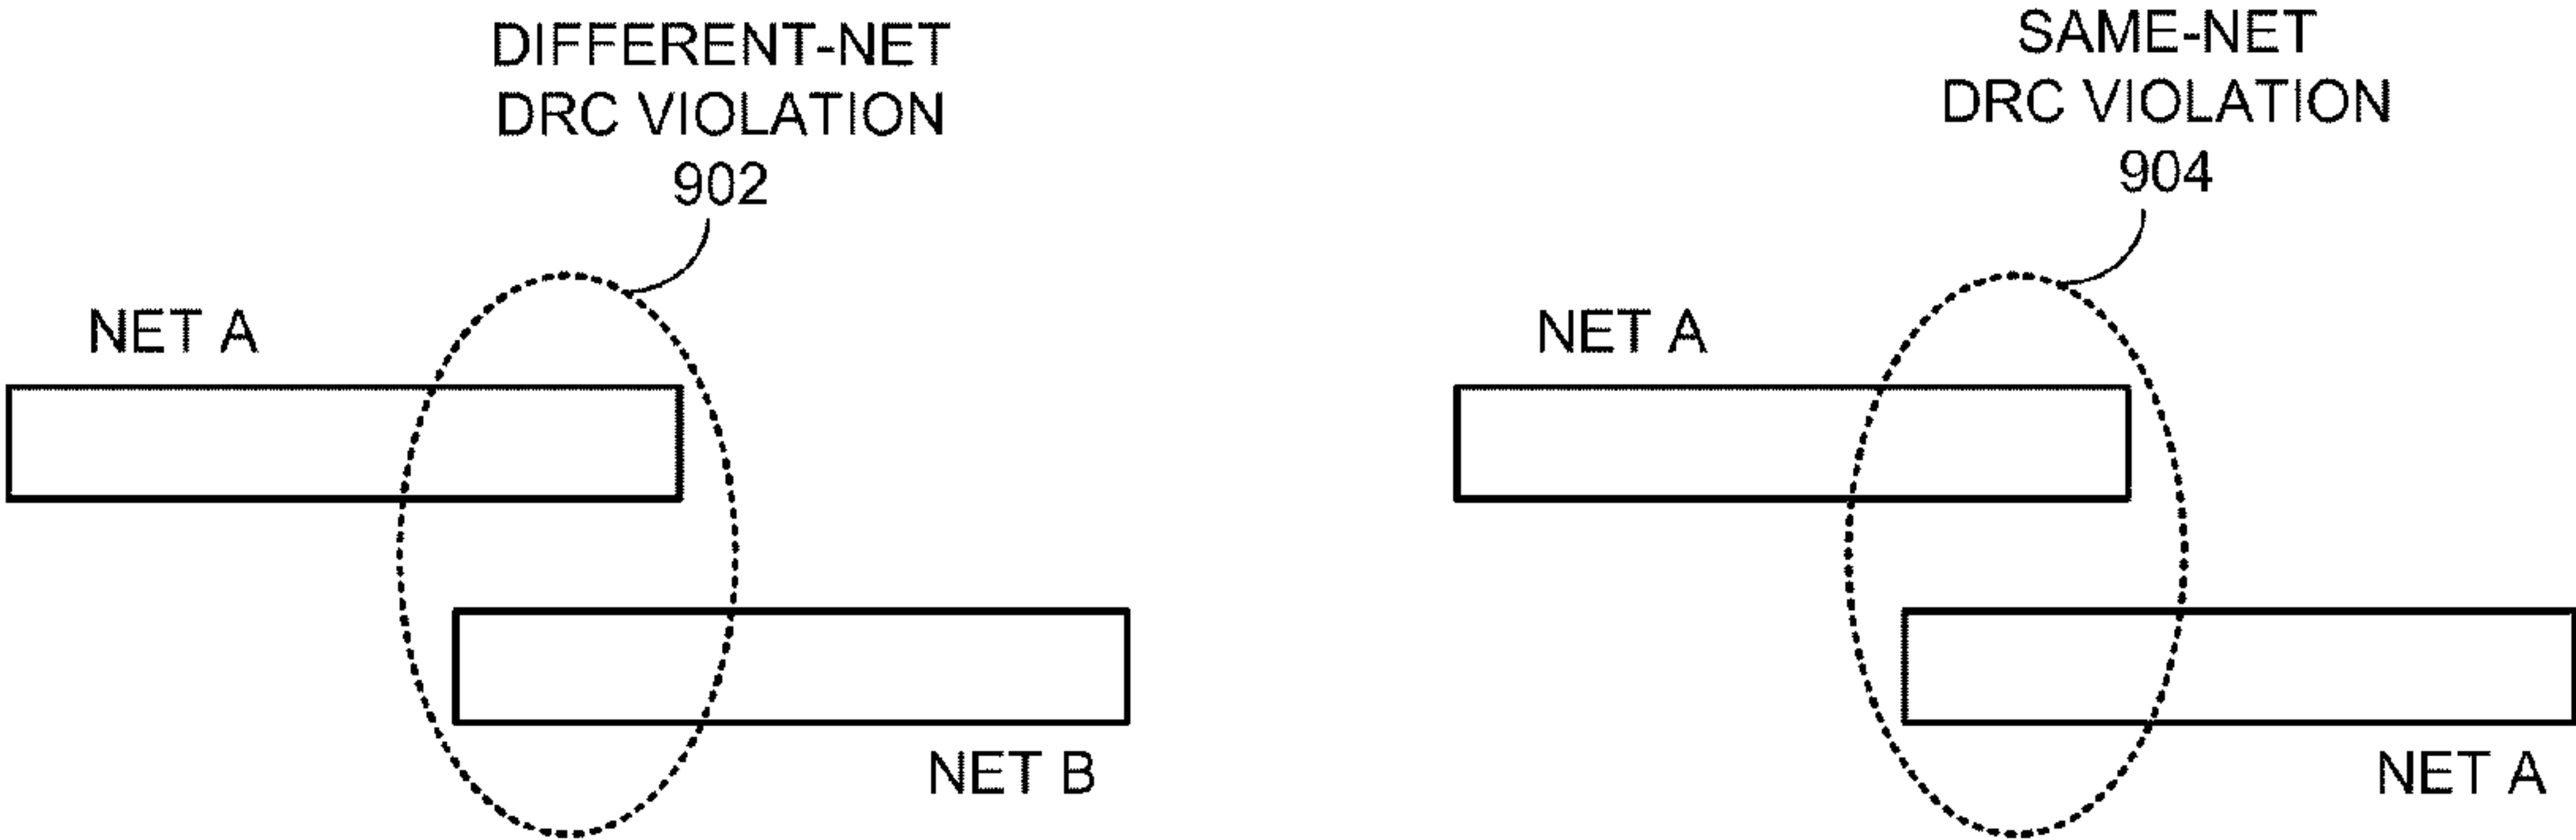 DIFFERENT-NET
DRC VIOLATION
902
NET A
NET B
SAME-NET
DRC VIOLATION
904
NET A
NET A